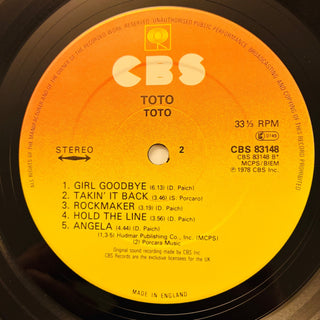 ALL RIGHTS OF THE MANUFACTURER AND OF THE OWNER OF THE RECORDED WORK RESERVED. UNAUTHORISED PUBLIC PERFORMANCE, BROADCASTING AND COPYING OF THIS RECORD PROHIBITED
CBS
TOTO
TOTO
33⅓ RPM
STEREO
2
CBS 83148
CBS 83148 B*
MCPS/BIEM
℗ 1978 CBS Inc.
1. GIRL GOODBYE (6.13) (D. Paich)
2. TAKIN' IT BACK (3.46) (S. Porcaro)
3. ROCKMAKER (3.19) (D. Paich)
4. HOLD THE LINE (3.56) (D. Paich)
5. ANGELA (4.44) (D. Paich)
(1,3-5) Hudmar Publishing Co., Inc. (MCPS)
(2) Porcara Music
Original sound recording made by CBS Inc
CBS Records are the exclusive licensees for the UK
MADE IN ENGLAND